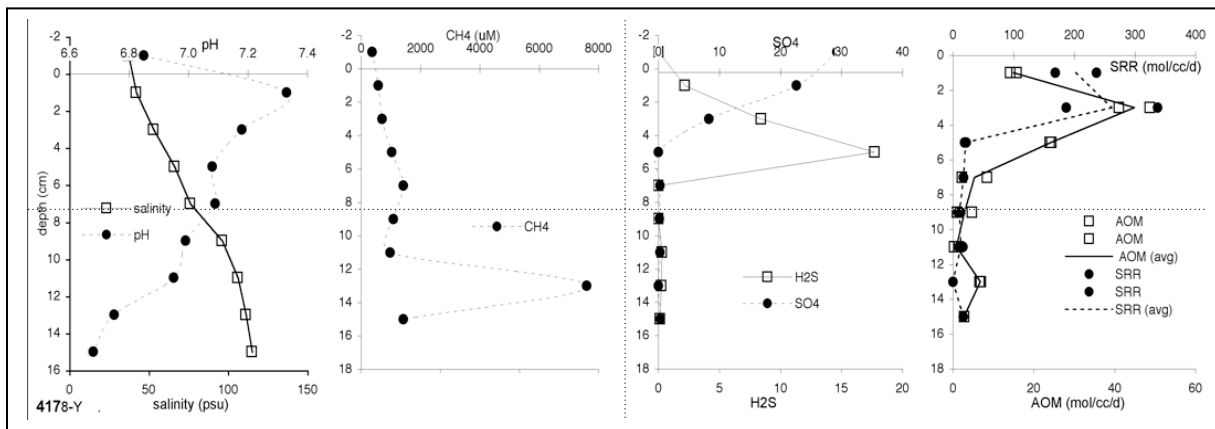 6.6 6.8 7.0 7.2 7.4
pH
-2
0
2
4
6
8
10
12
14
16
depth (cm)
salinity
pH
0 50 100 150
salinity (psu)
4178-Y
CH4 (uM)
0 2000 4000 6000 8000
-2
0
2
4
6
8
10
12
14
16
18
CH4
SO4
0 10 20 30 40
-2
0
2
4
6
8
10
12
14
16
18
H2S
SO4
0 5 10 15 20
H2S
0 100 200 300 400
SRR (mol/cc/d)
-2
0
2
4
6
8
10
12
14
16
18
AOM
AOM
AOM (avg)
SRR
SRR
SRR (avg)
0 20 40 60
AOM (mol/cc/d)